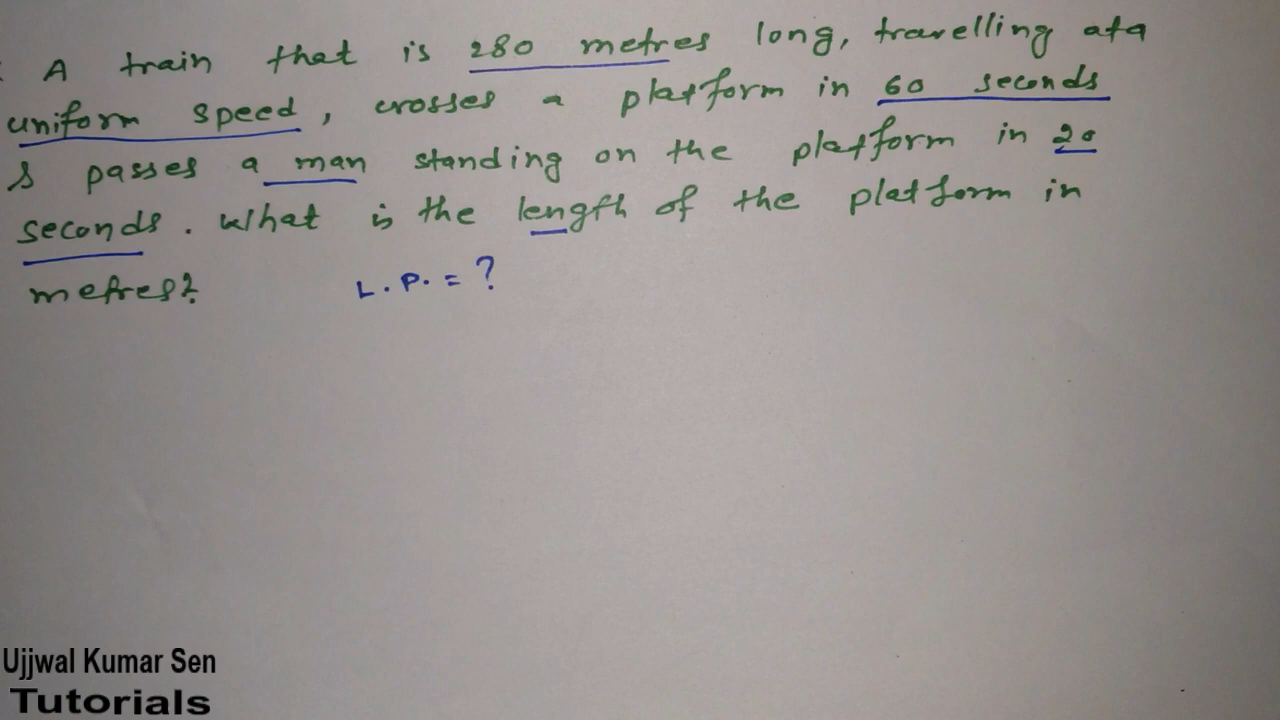 A train that is 280 metres long, travelling at a
uniform speed, crosses a platform in 60 seconds
& passes a man standing on the platform in 20
seconds. What is the length of the platform in
metres?
L.P. = ?
Ujjwal Kumar Sen
Tutorials